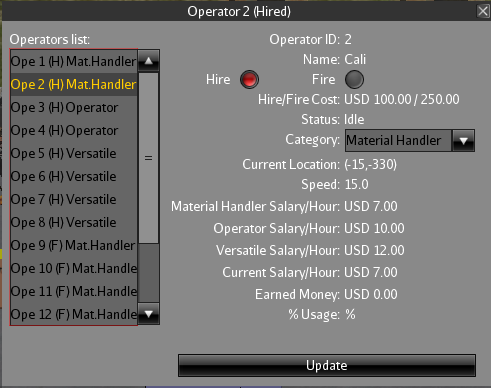 Operator 2 (Hired)
Operators list:
Ope 1 (H) Mat.Handler
Ope 2 (H) Mat.Handler
Ope 3 (H) Operator
Ope 4 (H) Operator
Ope 5 (H) Versatile
Ope 6 (H) Versatile
Ope 7 (H) Versatile
Ope 8 (H) Versatile
Ope 9 (F) Mat.Handler
Ope 10 (F) Mat.Handle
Ope 11 (F) Mat.Handle
Ope 12 (F) Mat.Handle
Operator ID: 2
Name: Cali
Hire Fire
Hire/Fire Cost: USD 100.00 / 250.00
Status: Idle
Category: Material Handler
Current Location: (-15,-330)
Speed: 15.0
Material Handler Salary/Hour: USD 7.00
Operator Salary/Hour: USD 10.00
Versatile Salary/Hour: USD 12.00
Current Salary/Hour: USD 7.00
Earned Money: USD 0.00
% Usage: %
Update